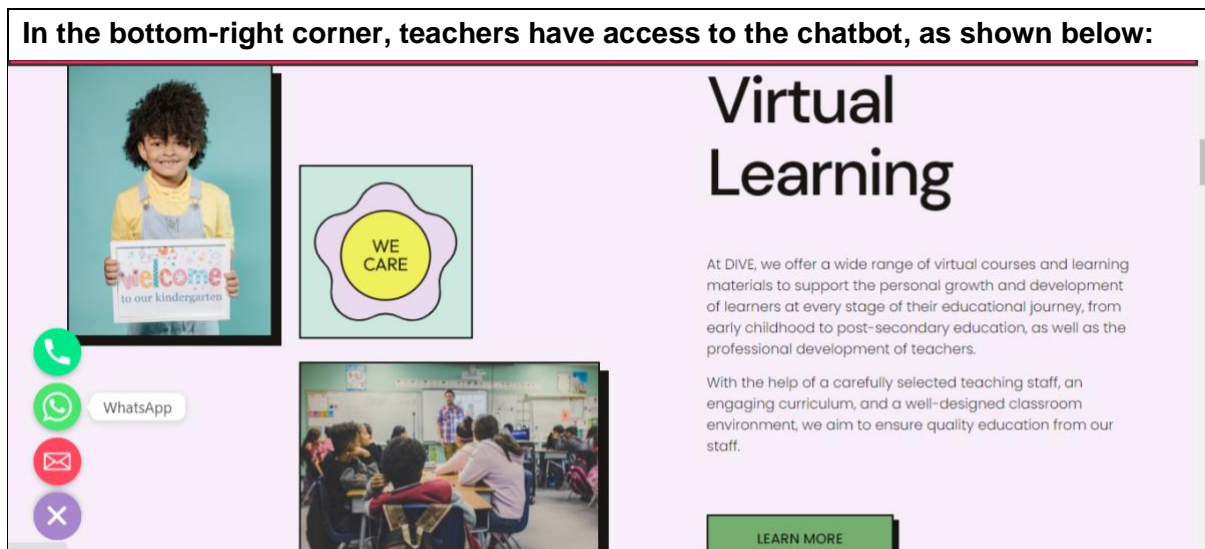 In the bottom-right corner, teachers have access to the chatbot, as shown below:
welcome
to our kindergarten
WE
CARE
WhatsApp
Virtual
Learning
At DIVE, we offer a wide range of virtual courses and learning
materials to support the personal growth and development
of learners at every stage of their educational journey, from
early childhood to post-secondary education, as well as the
professional development of teachers.
With the help of a carefully selected teaching staff, an
engaging curriculum, and a well-designed classroom
environment, we aim to ensure quality education from our
staff.
LEARN MORE